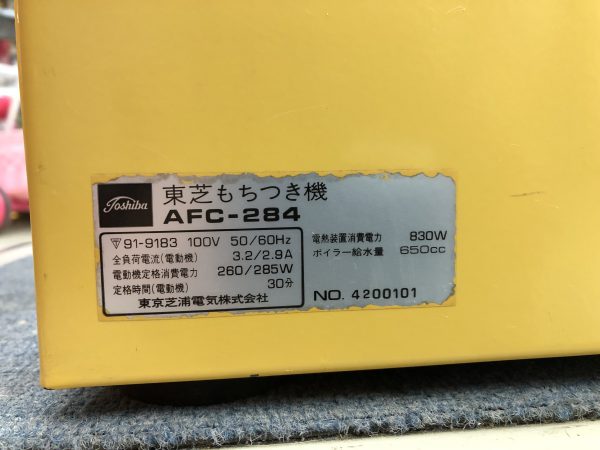 Toshiba
東芝もちつき機
AFC-284
▽91-9183 100V 50/60Hz
全負荷電流(電動機) 3.2/2.9A
電動機定格消費電力 260/285W
定格時間(電動機) 30分
東京芝浦電気株式会社
電熱装置消費電力 830W
ボイラー給水量 650cc
NO. 4200101